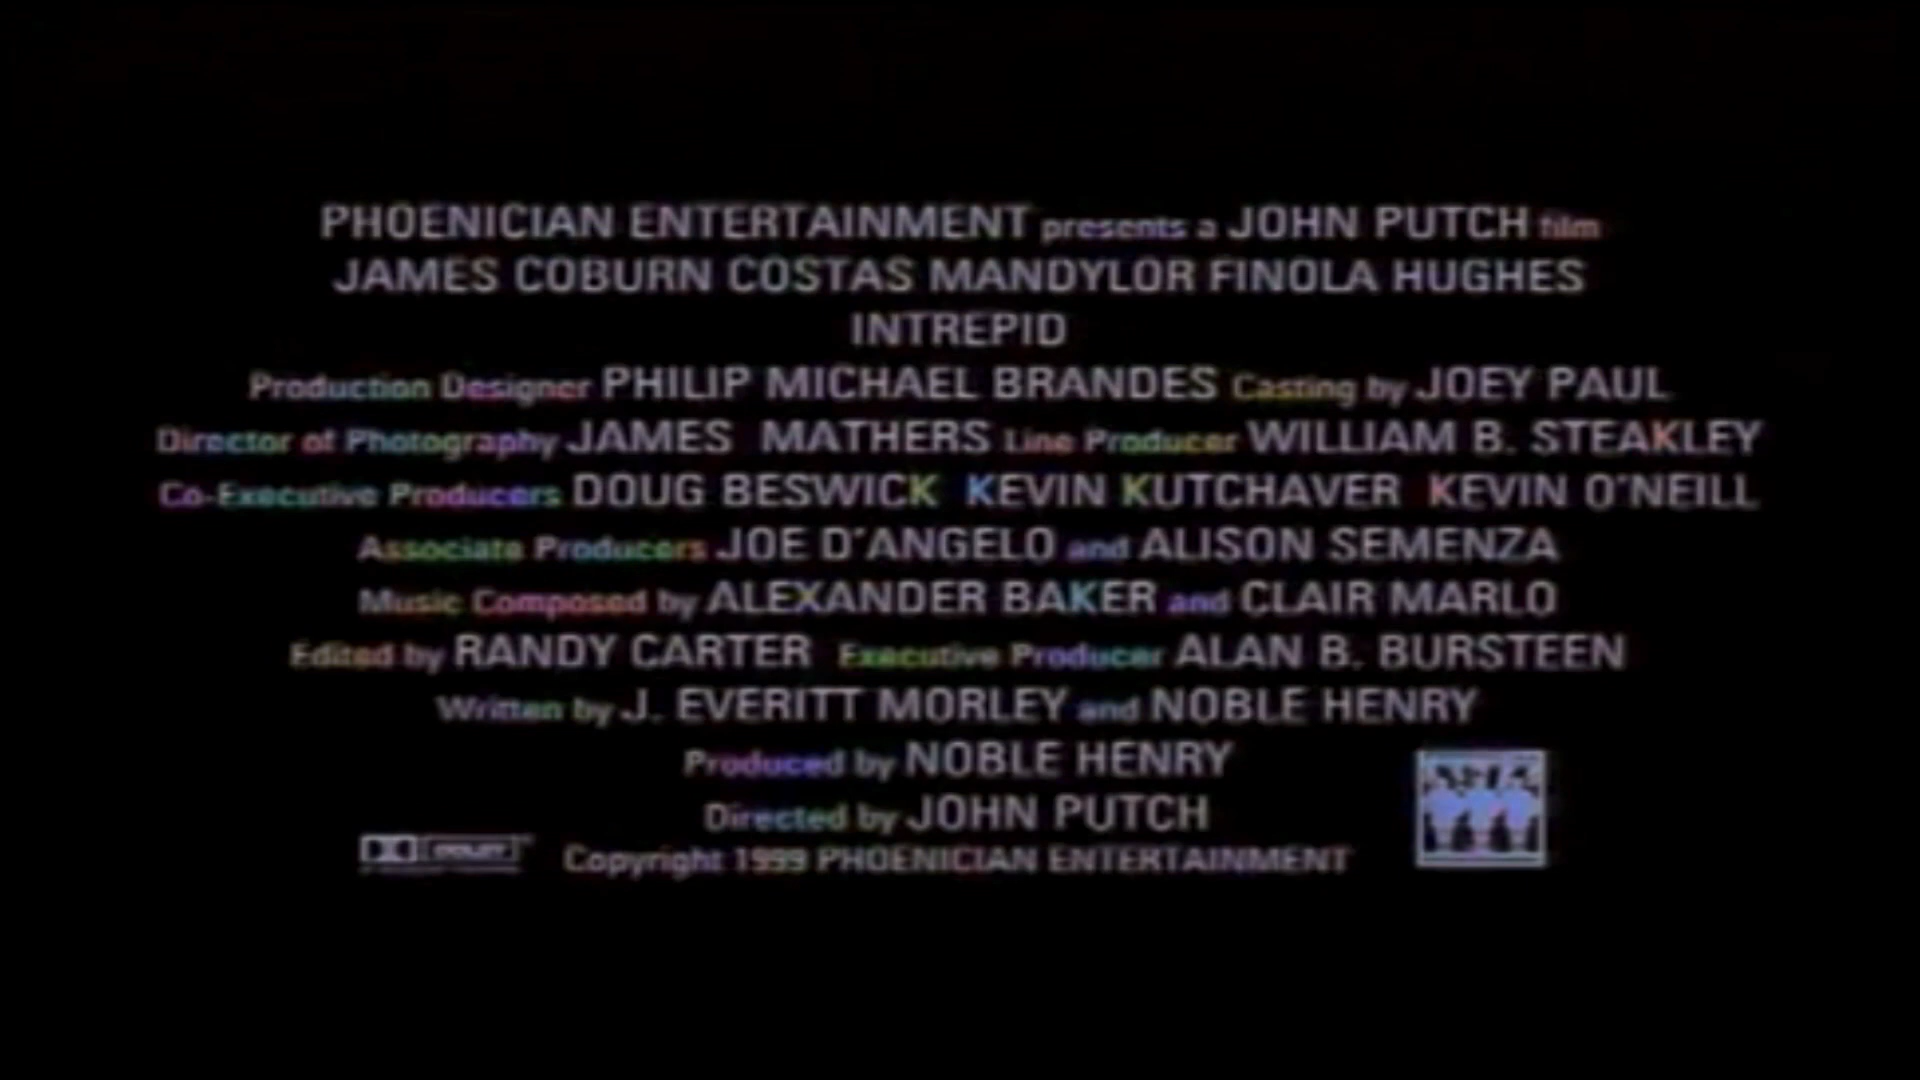 PHOENICIAN ENTERTAINMENT presents a JOHN PUTCH film
JAMES COBURN COSTAS MANDYLOR FINOLA HUGHES
INTREPID
Production Designer PHILIP MICHAEL BRANDES Casting by JOEY PAUL
Director of Photography JAMES MATHERS Line Producer WILLIAM B. STEAKLEY
Co-Executive Producers DOUG BESWICK KEVIN KUTCHAVER KEVIN O'NEILL
Associate Producers JOE D'ANGELO and ALISON SEMENZA
Music Composed by ALEXANDER BAKER and CLAIR MARLO
Edited by RANDY CARTER Executive Producer ALAN B. BURSTEEN
Written by J. EVERITT MORLEY and NOBLE HENRY
Produced by NOBLE HENRY
Directed by JOHN PUTCH
DOLBY Copyright 1999 PHOENICIAN ENTERTAINMENT